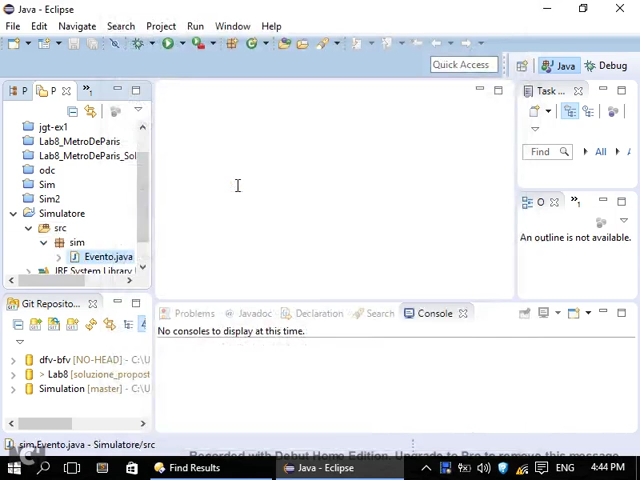 Java - Eclipse
File Edit Navigate Search Project Run Window Help
Quick Access
Java
Debug
P
P
»1
jgt-ex1
Lab8_MetroDeParis
Lab8_MetroDeParis_Sol
odc
Sim
Sim2
Simulatore
src
sim
Evento.java
JRE System Library
Task ...
Find
All
A
O
»1
An outline is not available.
Git Reposito...
dfv-bfv [NO-HEAD] - C:\U
> Lab8 [soluzione_propost
Simulation [master] - C:\U
Problems Javadoc Declaration Search Console
No consoles to display at this time.
sim.Evento.java - Simulatore/src
Recorded with Debut Home Edition. Upgrade to Pro to remove this message
Find Results
Java - Eclipse
ENG
4:44 PM